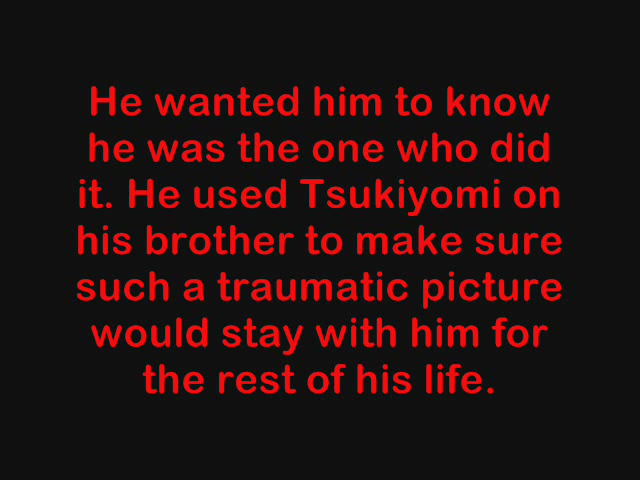 He wanted him to know
he was the one who did
it. He used Tsukiyomi on
his brother to make sure
such a traumatic picture
would stay with him for
the rest of his life.